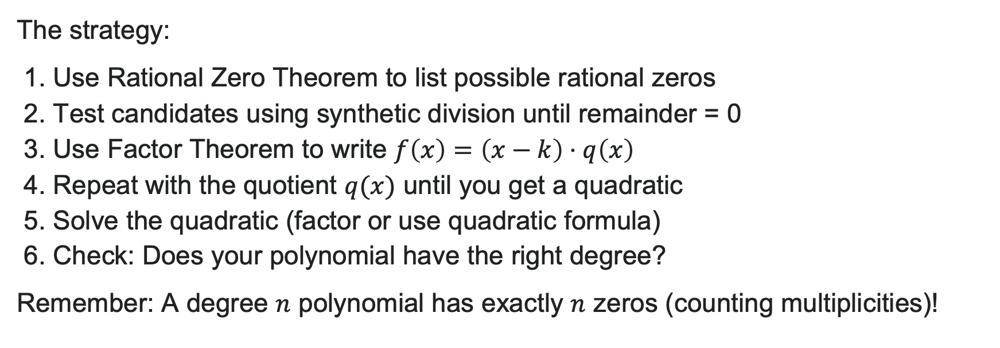 The strategy:
1. Use Rational Zero Theorem to list possible rational zeros
2. Test candidates using synthetic division until remainder = 0
3. Use Factor Theorem to write f(x) = (x − k) · q(x)
4. Repeat with the quotient q(x) until you get a quadratic
5. Solve the quadratic (factor or use quadratic formula)
6. Check: Does your polynomial have the right degree?
Remember: A degree n polynomial has exactly n zeros (counting multiplicities)!